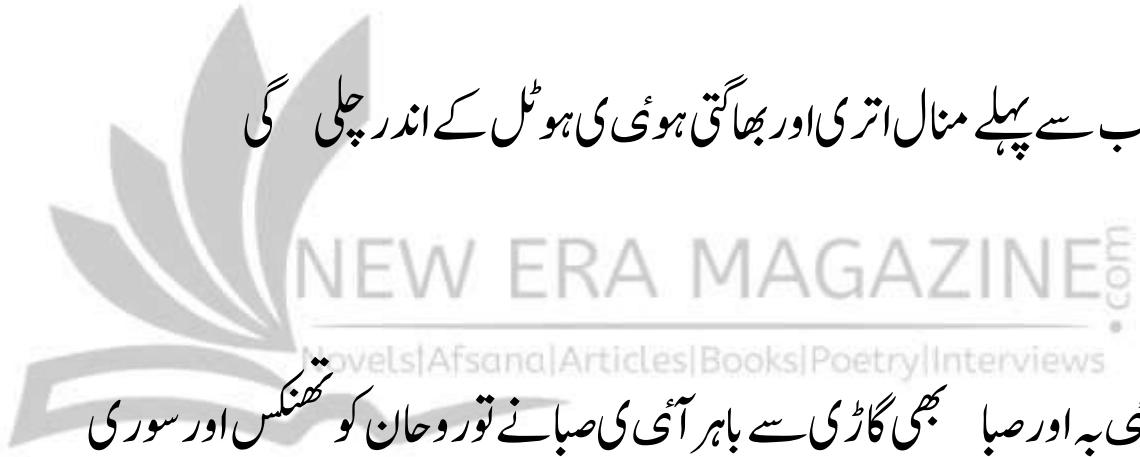 ب سے پہلے منال اتری اور بھاگتی ہوئی ی ہوٹل کے اندر چلی گی
NEW ERA MAGAZINE.com
Novels|Afsana|Articles|Books|Poetry|Interviews
ئی بہ اور صبا بھی گاڑی سے باہر آئی ی صبا نے تو روحان کو تھنکس اور سوری